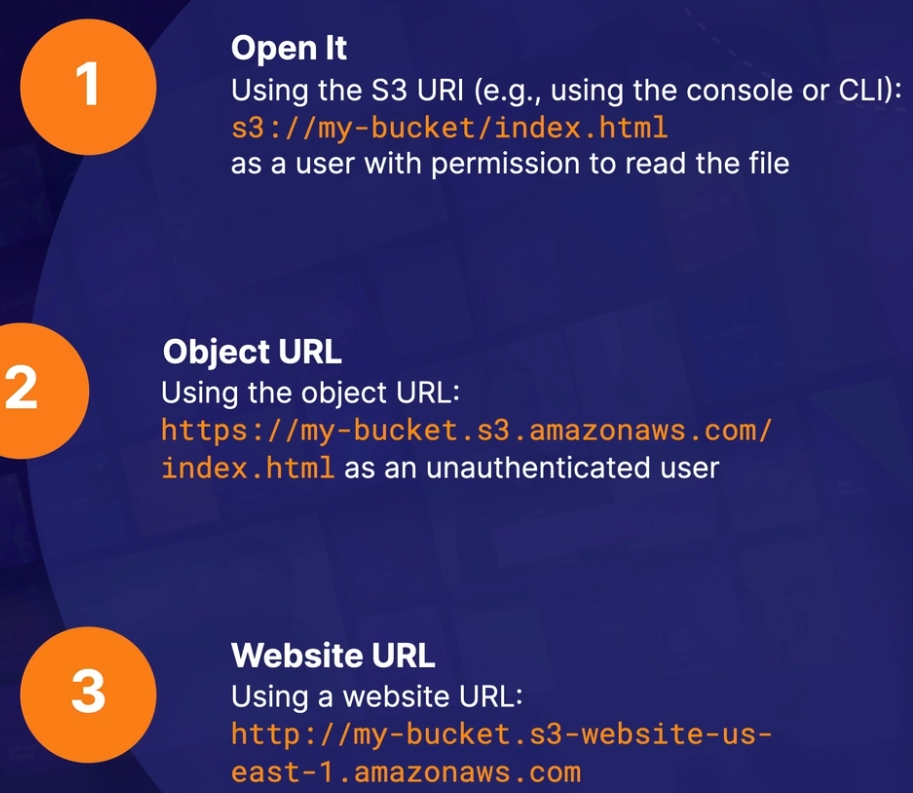 1
Open It
Using the S3 URI (e.g., using the console or CLI):
s3://my-bucket/index.html
as a user with permission to read the file
2
Object URL
Using the object URL:
https://my-bucket.s3.amazonaws.com/
index.html as an unauthenticated user
3
Website URL
Using a website URL:
http://my-bucket.s3-website-us-
east-1.amazonaws.com